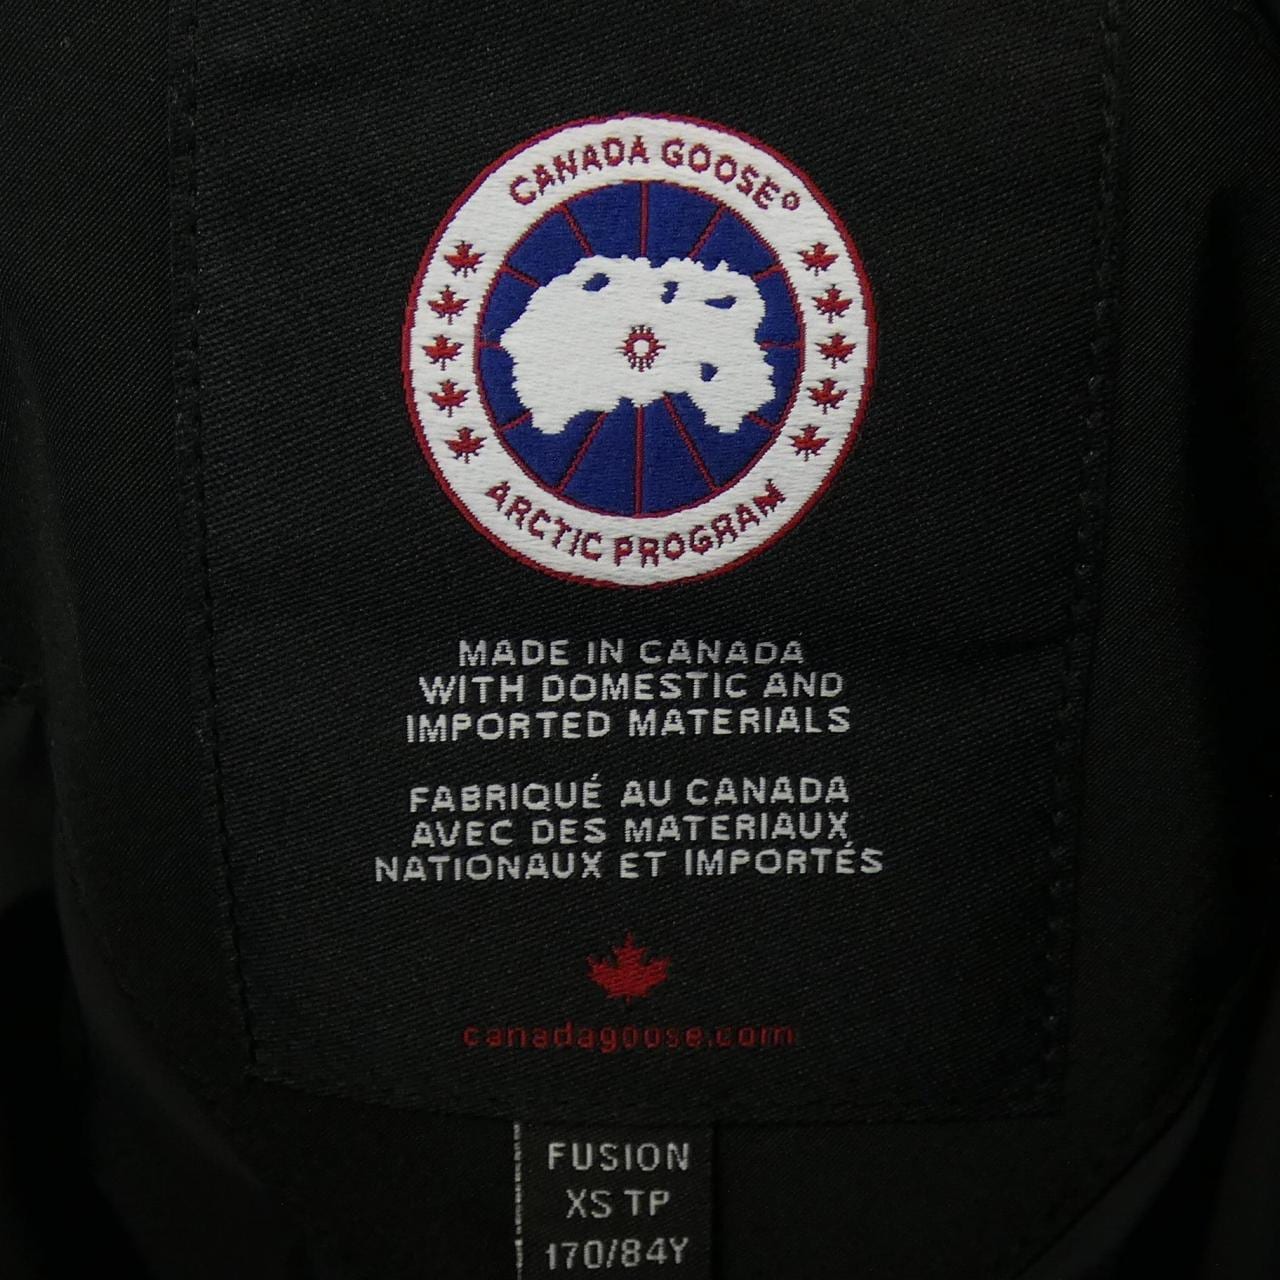 CANADA GOOSE®
ARCTIC PROGRAM
MADE IN CANADA
WITH DOMESTIC AND
IMPORTED MATERIALS
FABRIQUÉ AU CANADA
AVEC DES MATERIAUX
NATIONAUX ET IMPORTÉS
canadagoose.com
FUSION
XS TP
170/84Y